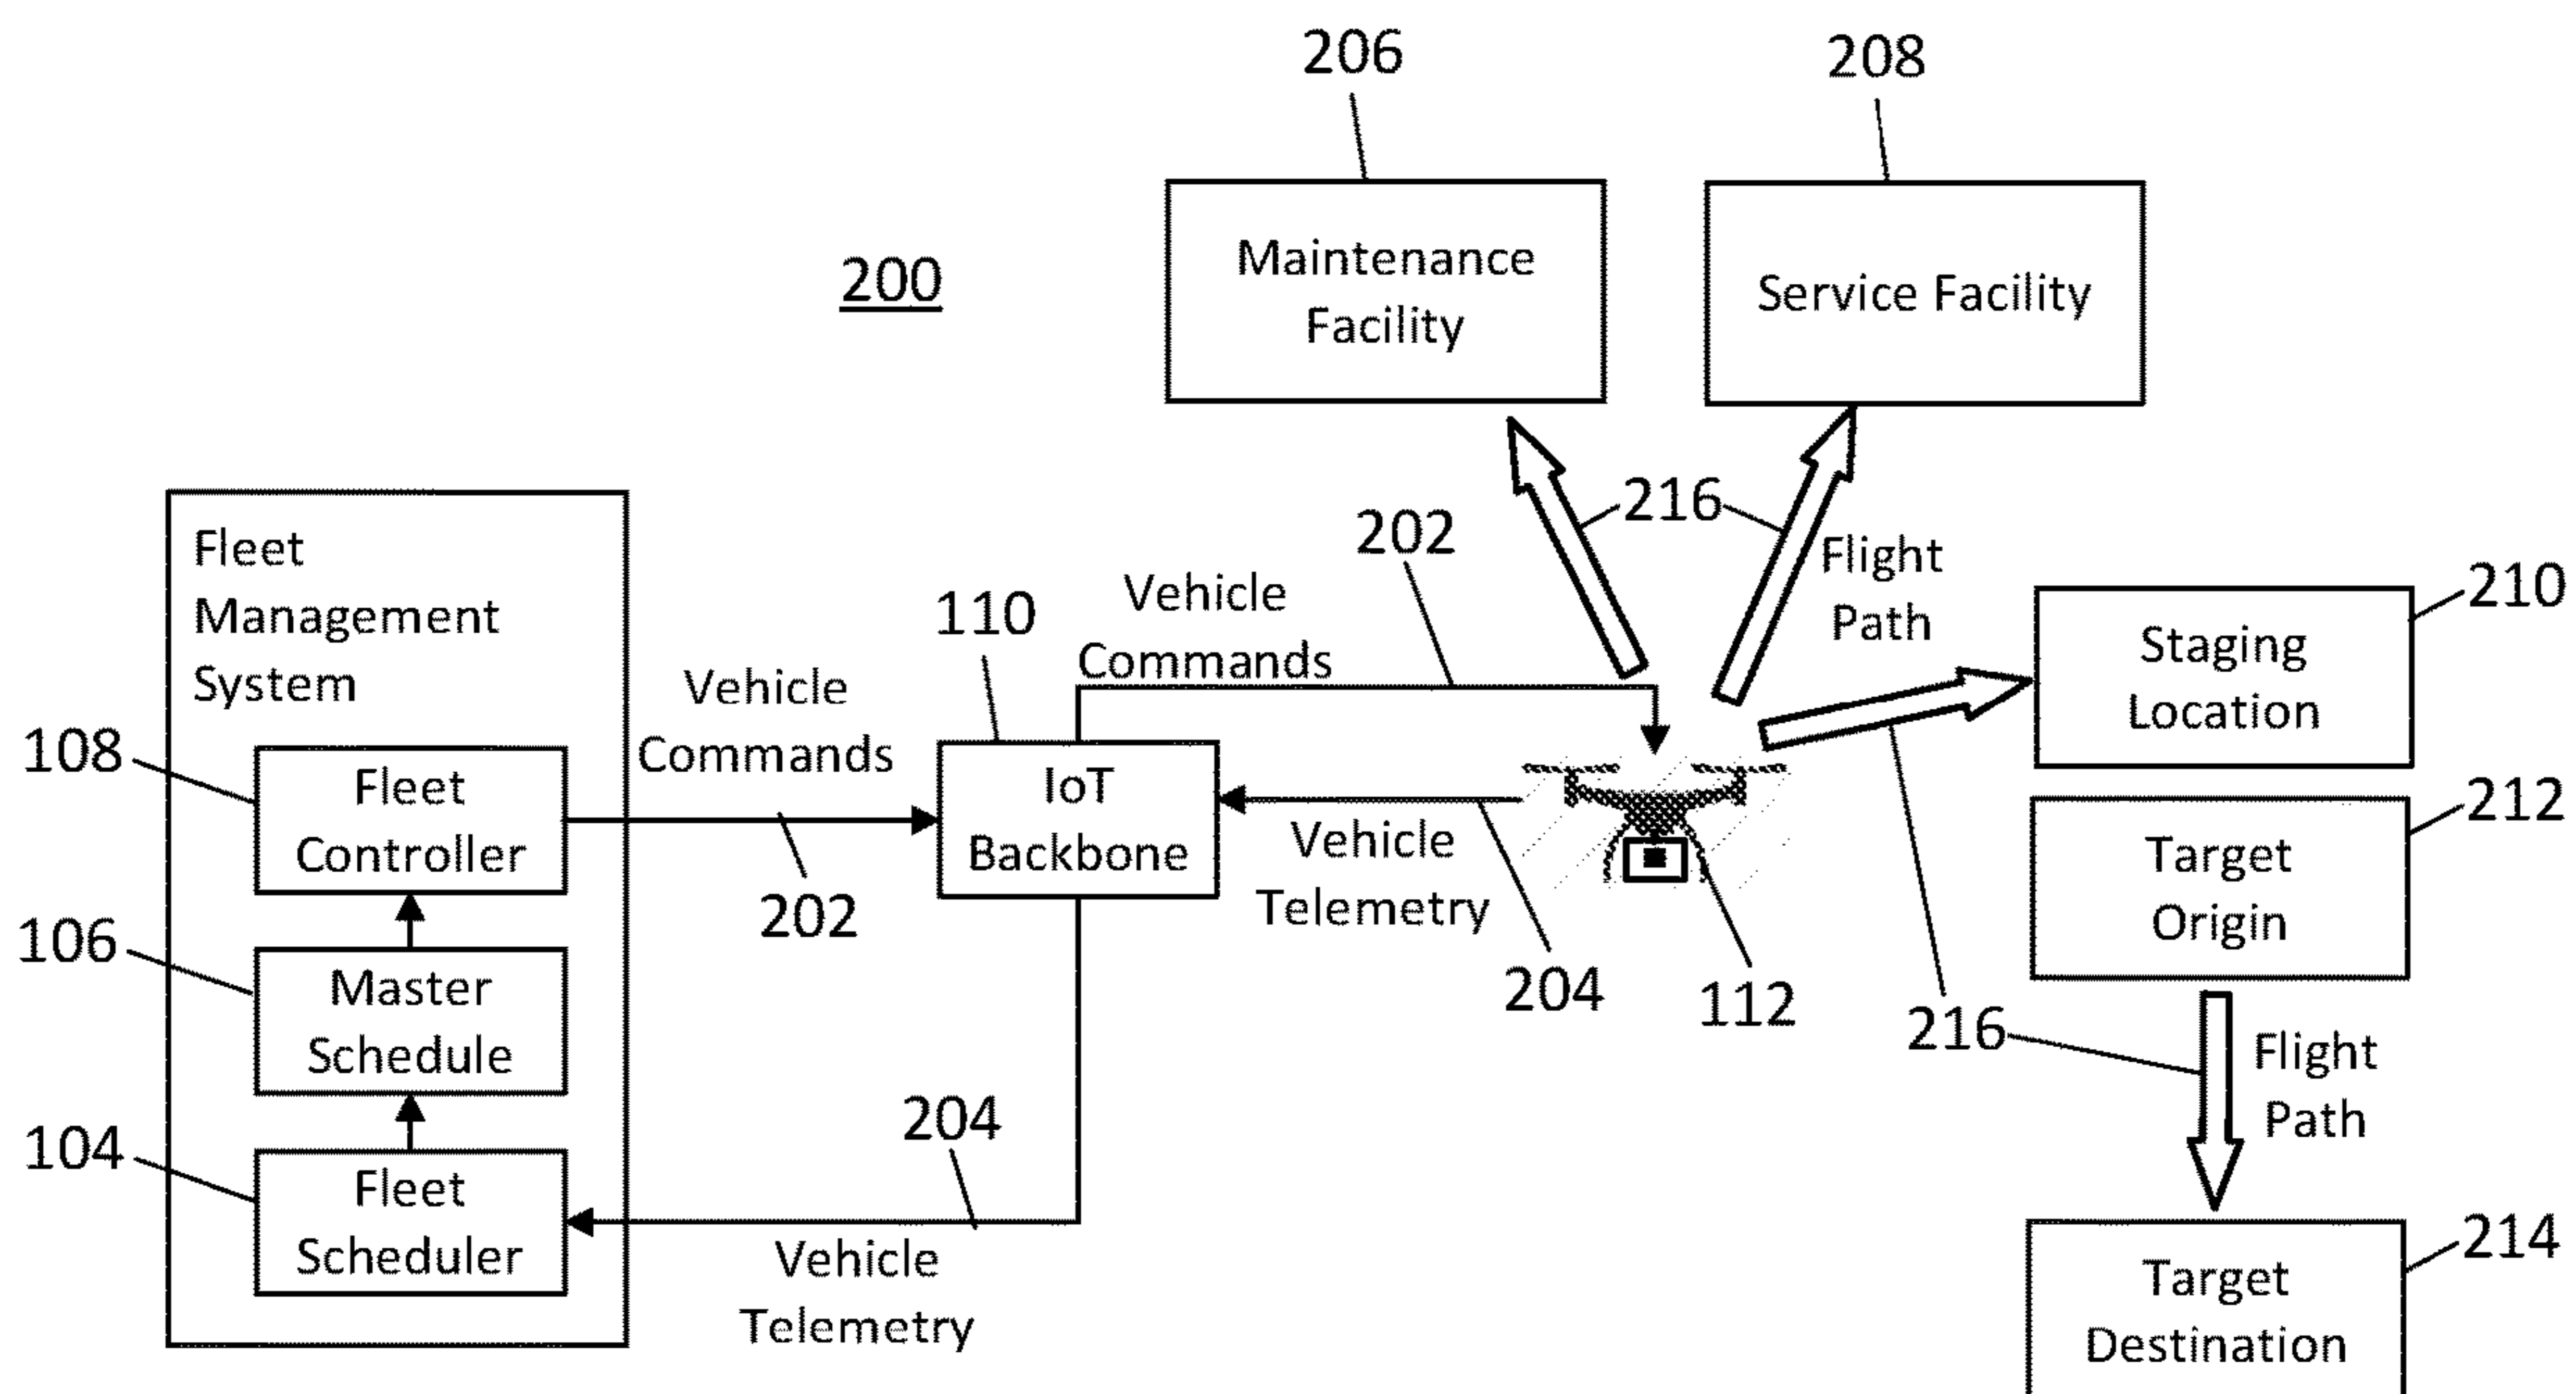 206
208
Maintenance
Facility
Service Facility
200
216
202
Flight
Path
Fleet
Management
System
110
Vehicle
Commands
210
Staging
Location
Vehicle
Commands
108
Fleet
Controller
IoT
Backbone
212
Target
Origin
Vehicle
Telemetry
202
106
Master
Schedule
204
112
216
Flight
Path
204
104
Fleet
Scheduler
Vehicle
Telemetry
214
Target
Destination